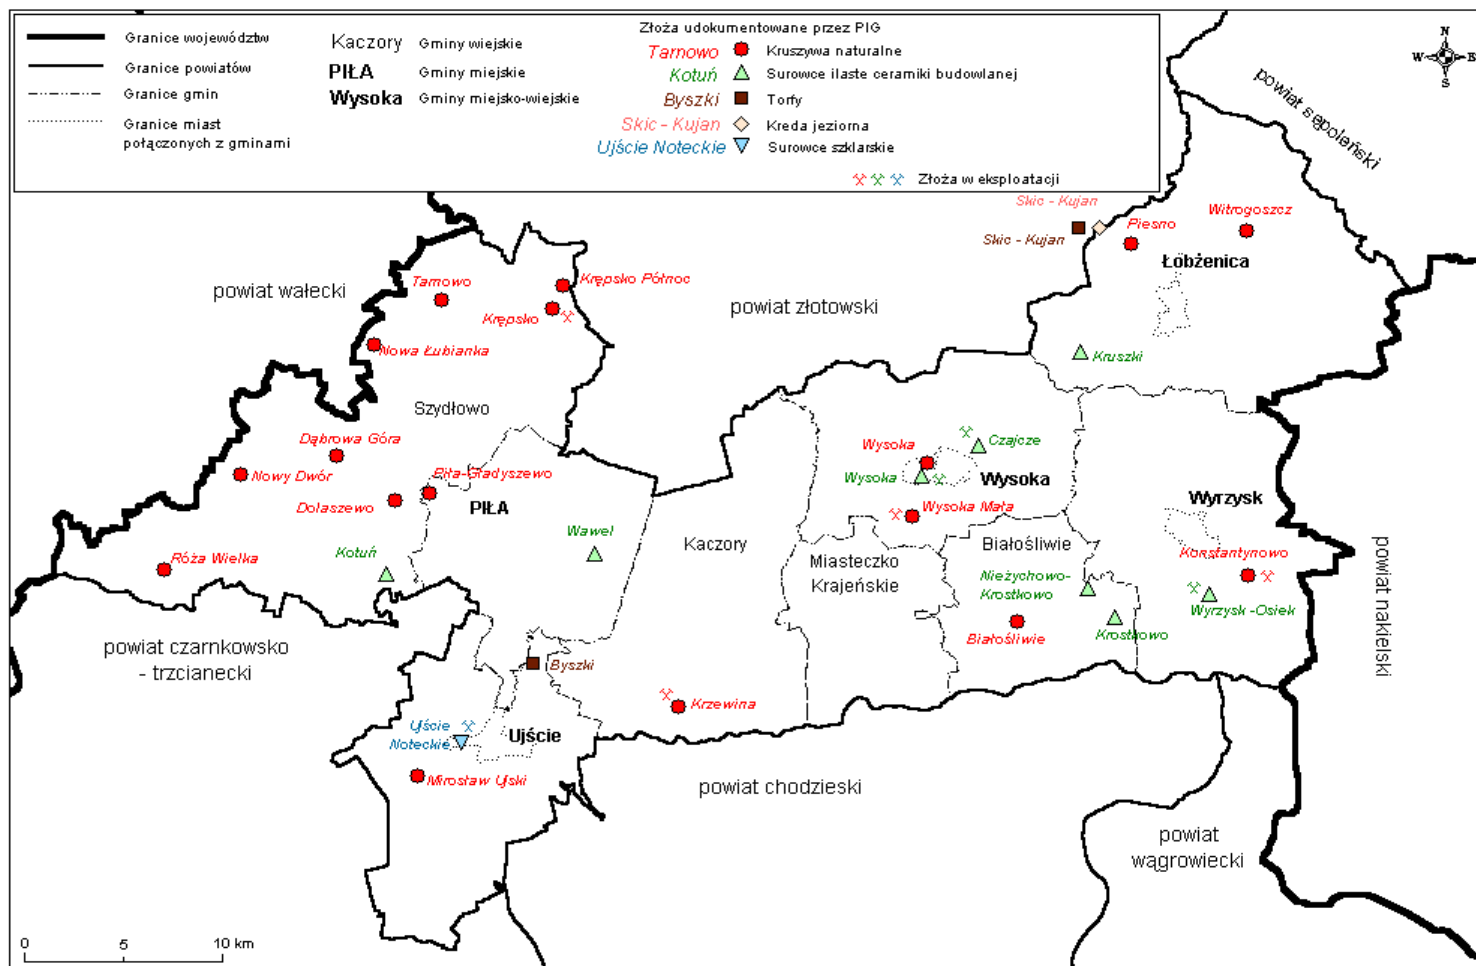 Granice województw
Granice powiatów
Granice gmin
Granice miast
połączonych z gminami
Kaczory Gminy wiejskie
PIŁA Gminy miejskie
Wysoka Gminy miejsko-wiejskie
Złoża udokumentowane przez PIG
Tarnowo Kruszywa naturalne
Kotuń Surowce ilaste ceramiki budowlanej
Byszki Torfy
Skic - Kujan Kreda jeziorna
Ujście Noteckie Surowce szklarskie
Złoża w eksploatacji
N
W E
S
powiat sępoleński
Skic - Kujan
Skic - Kujan
Piesno
Witrogoszcz
Łobżenica
powiat wałecki
Tarnowo
Krępsko Północ
Krępsko
powiat złotowski
Nowa Łubianka
Kruszki
Szydłowo
Dąbrowa Góra
Nowy Dwór
Piła-Gładyszewo
Dolaszewo
PIŁA
Wysoka
Czajcze
Wysoka
Wysoka
Wysoka Mała
Wyrzysk
Róża Wielka
Kotuń
Wawel
Kaczory
Miasteczko
Krajeńskie
Białośliwie
Nieżychowo-
Krostkowo
Białośliwie
Krostkowo
Konstantynowo
Wyrzysk -Osiek
powiat nakielski
powiat czarnkowsko
- trzcianecki
Byszki
Krzewina
Ujście
Noteckie
Ujście
Mirosław Ujski
powiat chodzieski
powiat
wągrowiecki
0 5 10 km